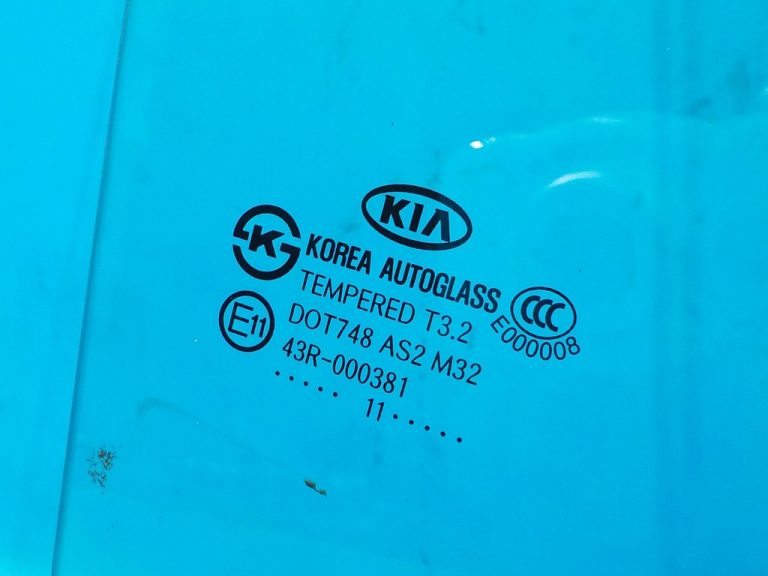 KIA
K
KOREA AUTOGLASS
TEMPERED T3.2
CCC
E000008
E11
DOT748 AS2 M32
43R-000381
..... 11 .....